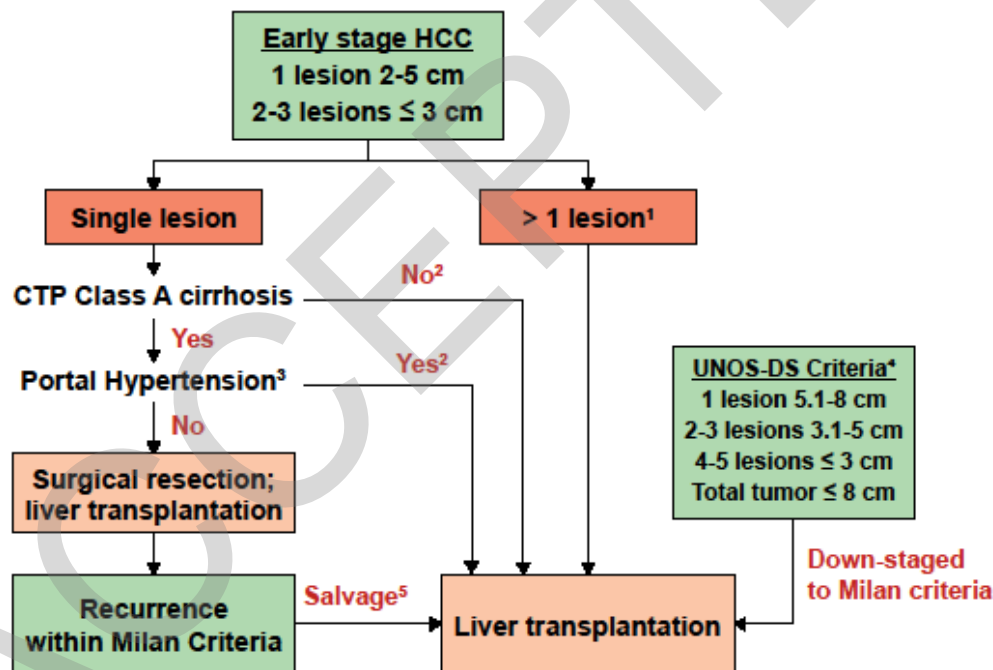 Early stage HCC
1 lesion 2-5 cm
2-3 lesions ≤ 3 cm
Single lesion
> 1 lesion¹
CTP Class A cirrhosis
No²
Yes
Portal Hypertension³
Yes²
No
Surgical resection;
liver transplantation
UNOS-DS Criteria⁴
1 lesion 5.1-8 cm
2-3 lesions 3.1-5 cm
4-5 lesions ≤ 3 cm
Total tumor ≤ 8 cm
Down-staged
to Milan criteria
Recurrence
within Milan Criteria
Salvage⁵
Liver transplantation
CCEPT